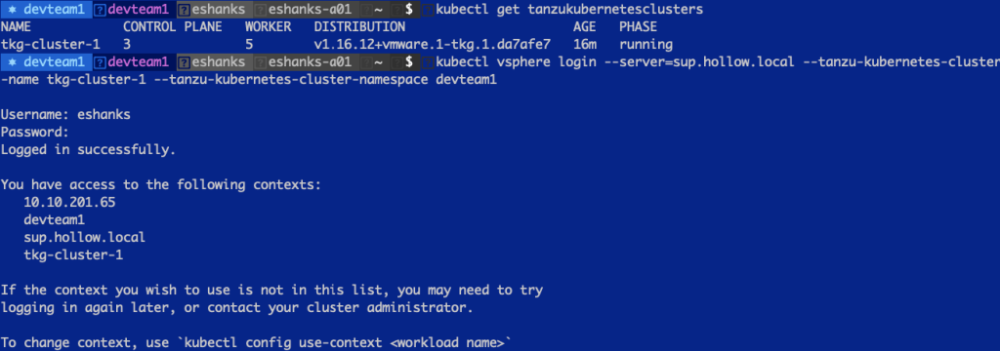 * devteam1 devteam1 eshanks eshanks-a01 ~ $ kubectl get tanzukubernetesclusters
NAME CONTROL PLANE WORKER DISTRIBUTION AGE PHASE
tkg-cluster-1 3 5 v1.16.12+vmware.1-tkg.1.da7afe7 16m running
* devteam1 devteam1 eshanks eshanks-a01 ~ $ kubectl vsphere login --server=sup.hollow.local --tanzu-kubernetes-cluster
-name tkg-cluster-1 --tanzu-kubernetes-cluster-namespace devteam1
Username: eshanks
Password:
Logged in successfully.
You have access to the following contexts:
10.10.201.65
devteam1
sup.hollow.local
tkg-cluster-1
If the context you wish to use is not in this list, you may need to try
logging in again later, or contact your cluster administrator.
To change context, use `kubectl config use-context <workload name>`